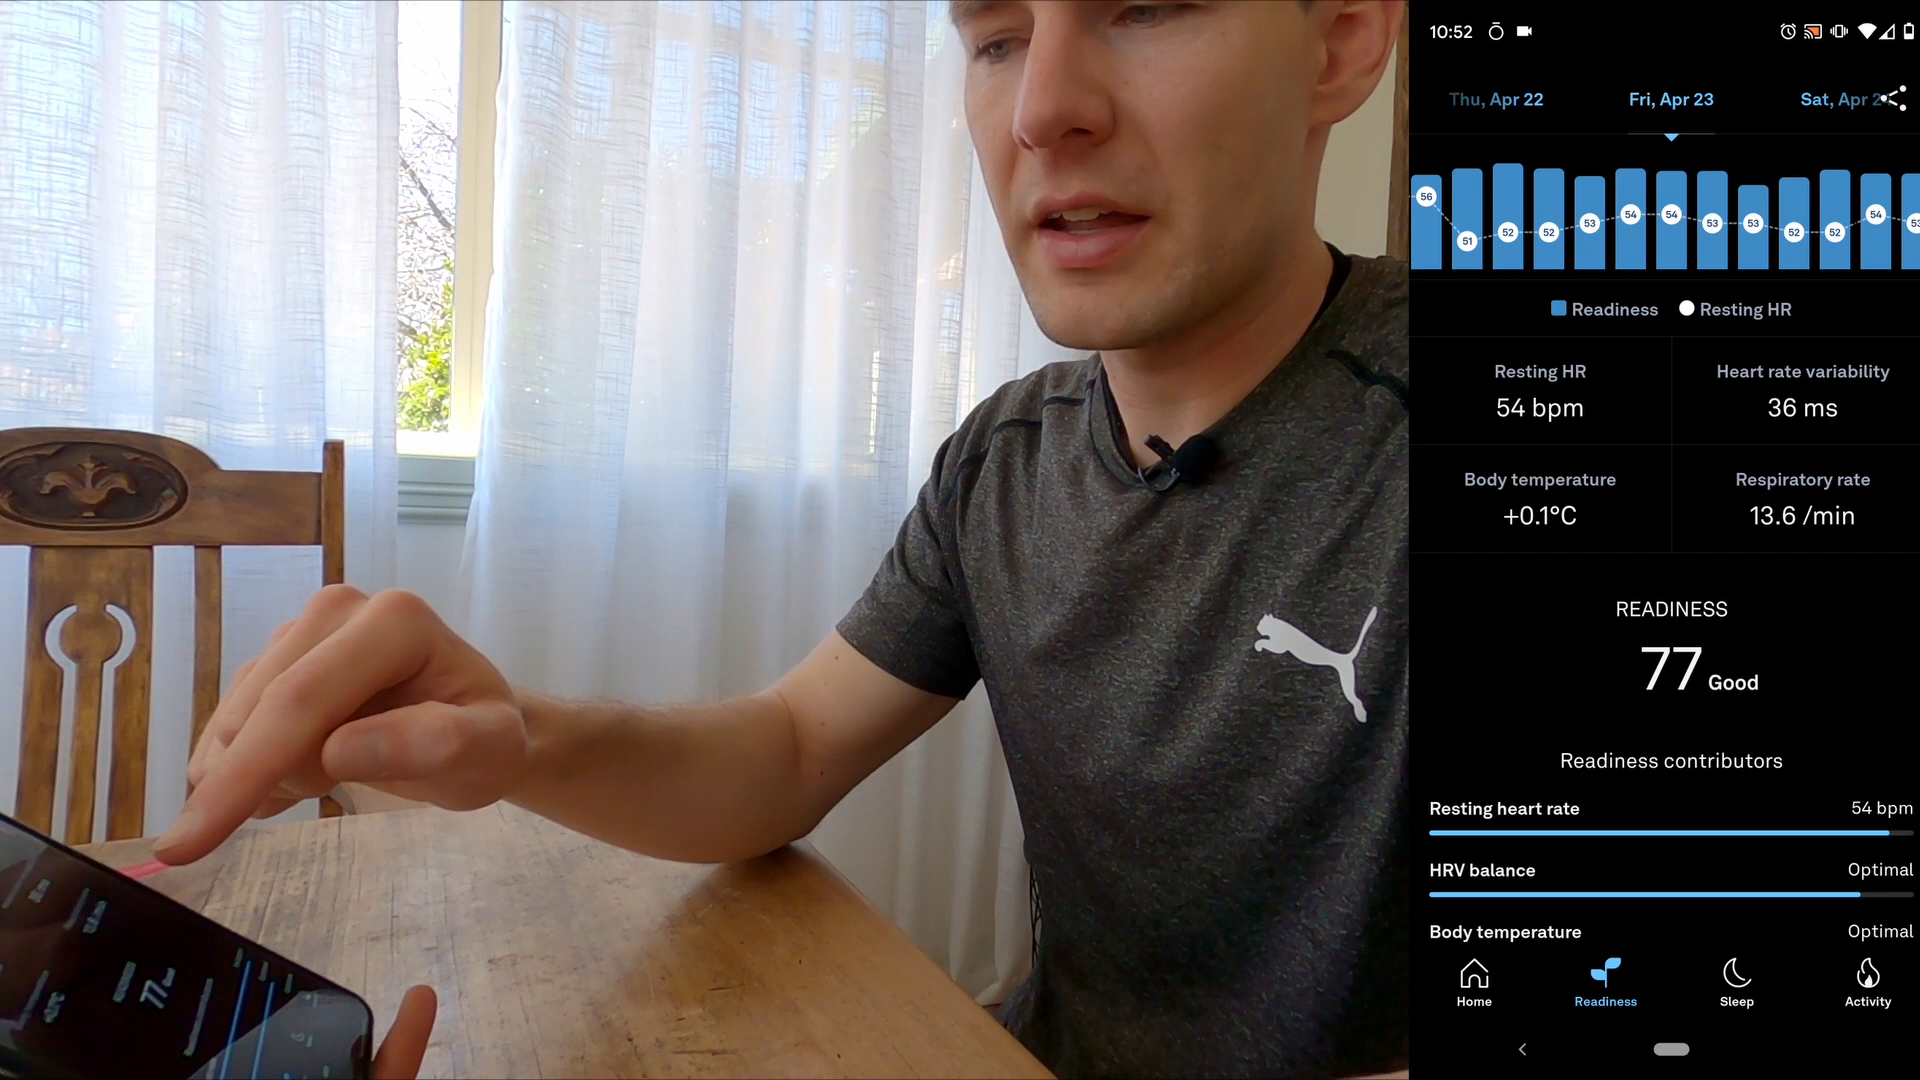 10:52
Thu, Apr 22
Fri, Apr 23
Sat, Apr 2
56
51
52
52
53
54
54
53
53
52
52
54
53
Readiness
Resting HR
Resting HR
Heart rate variability
54 bpm
36 ms
Body temperature
Respiratory rate
+0.1°C
13.6 /min
READINESS
77 Good
Readiness contributors
Resting heart rate
54 bpm
HRV balance
Optimal
Body temperature
Optimal
Home
Readiness
Sleep
Activity
77